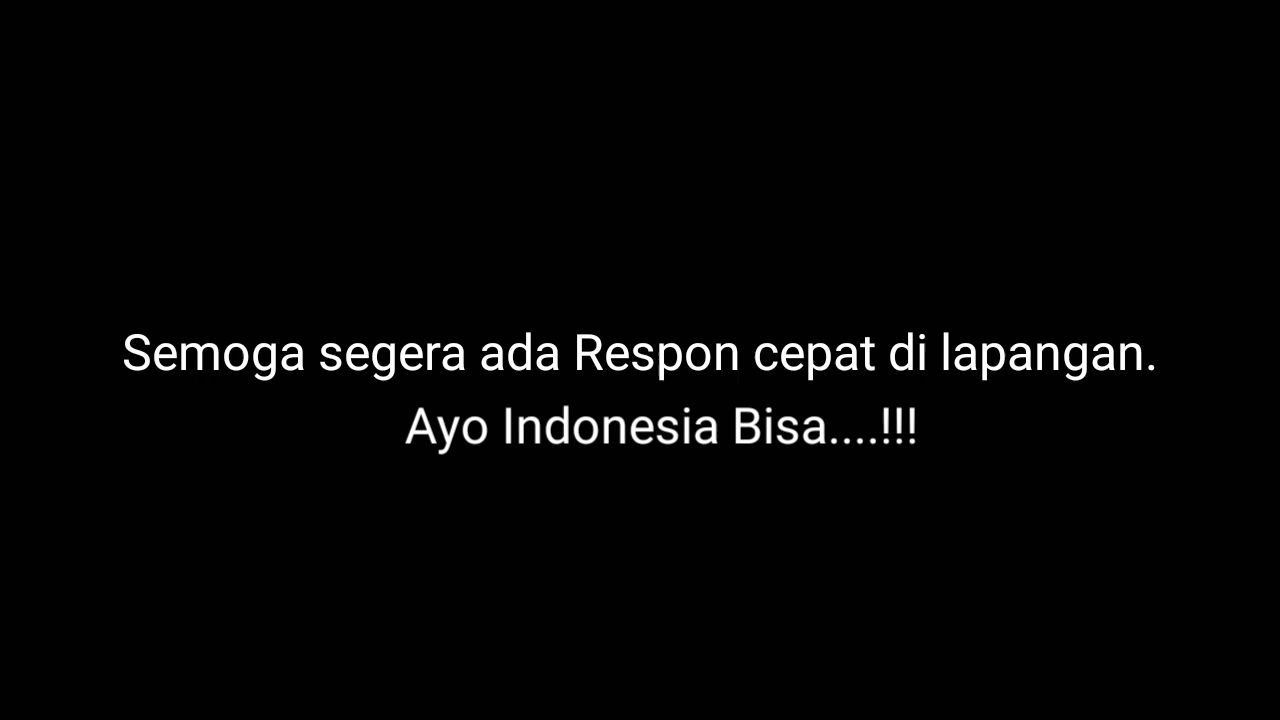 Semoga segera ada Respon cepat di lapangan.
Ayo Indonesia Bisa....!!!